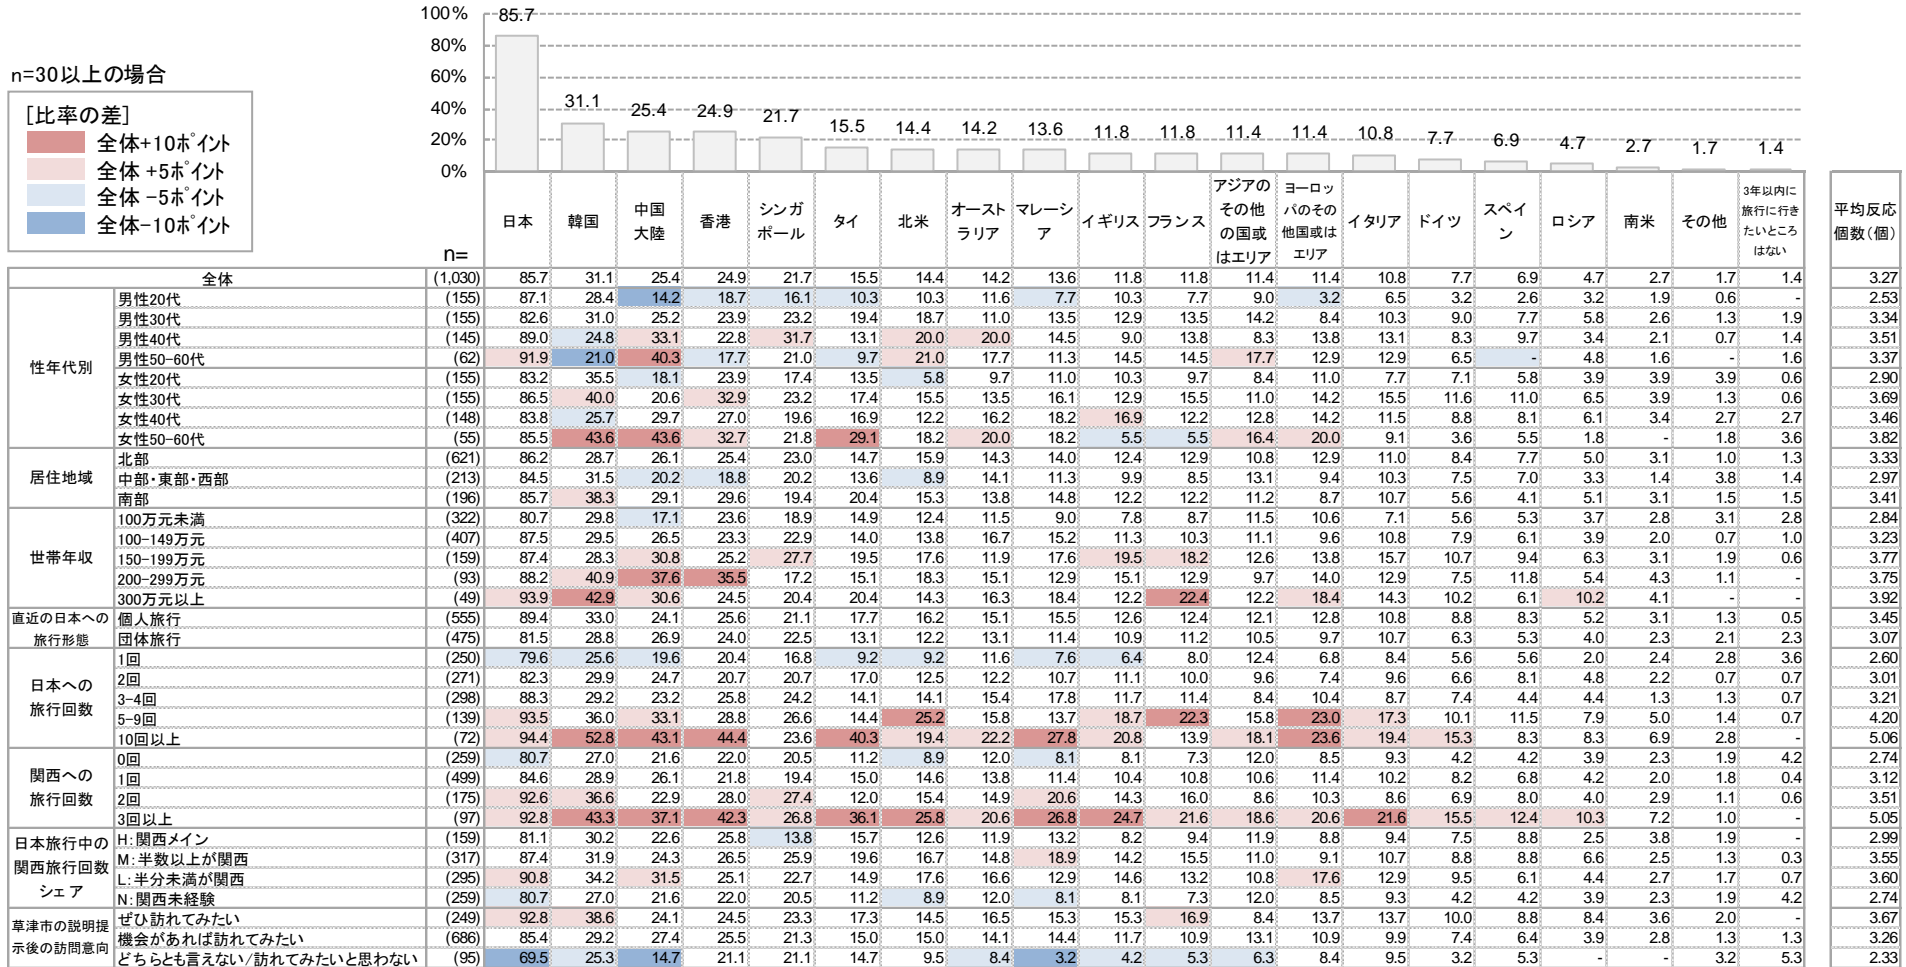 100%
80%
60%
40%
20%
0%
85.7 31.1 25.4 24.9 21.7 15.5 14.4 14.2 13.6 11.8 11.8 11.4 11.4 10.8 7.7 6.9 4.7 2.7 1.7 1.4
n=30以上の場合
[比率の差]
全体+10ポイント
全体 +5ポイント
全体 -5ポイント
全体-10ポイント
n=
日本
韓国
中国
大陸
香港
シンガ
ポール
タイ
北米
オースト
ラリア
マレーシ
ア
イギリス
フランス
アジアの
その他
の国或
はエリア
ヨーロッ
パのその
他国或は
エリア
イタリア
ドイツ
スペイ
ン
ロシア
南米
その他
3年以内に
旅行に行き
たいところ
はない
平均反応
個数(個)
全体 (1,030) 85.7 31.1 25.4 24.9 21.7 15.5 14.4 14.2 13.6 11.8 11.8 11.4 11.4 10.8 7.7 6.9 4.7 2.7 1.7 1.4 3.27
性年代別
男性20代 (155) 87.1 28.4 14.2 18.7 16.1 10.3 10.3 11.6 7.7 10.3 7.7 9.0 3.2 6.5 3.2 2.6 3.2 1.9 0.6 - 2.53
男性30代 (155) 82.6 31.0 25.2 23.9 23.2 19.4 18.7 11.0 13.5 12.9 13.5 14.2 8.4 10.3 9.0 7.7 5.8 2.6 1.3 1.9 3.34
男性40代 (145) 89.0 24.8 33.1 22.8 31.7 13.1 20.0 20.0 14.5 9.0 13.8 8.3 13.8 13.1 8.3 9.7 3.4 2.1 0.7 1.4 3.51
男性50-60代 (62) 91.9 21.0 40.3 17.7 21.0 9.7 21.0 17.7 11.3 14.5 14.5 17.7 12.9 12.9 6.5 - 4.8 1.6 - 1.6 3.37
女性20代 (155) 83.2 35.5 18.1 23.9 17.4 13.5 5.8 9.7 11.0 10.3 9.7 8.4 11.0 7.7 7.1 5.8 3.9 3.9 3.9 0.6 2.90
女性30代 (155) 86.5 40.0 20.6 32.9 23.2 17.4 15.5 13.5 16.1 12.9 15.5 11.0 14.2 15.5 11.6 11.0 6.5 3.9 1.3 0.6 3.69
女性40代 (148) 83.8 25.7 29.7 27.0 19.6 16.9 12.2 16.2 18.2 16.9 12.2 12.8 14.2 11.5 8.8 8.1 6.1 3.4 2.7 2.7 3.46
女性50-60代 (55) 85.5 43.6 43.6 32.7 21.8 29.1 18.2 20.0 18.2 5.5 5.5 16.4 20.0 9.1 3.6 5.5 1.8 - 1.8 3.6 3.82
居住地域
北部 (621) 86.2 28.7 26.1 25.4 23.0 14.7 15.9 14.3 14.0 12.4 12.9 10.8 12.9 11.0 8.4 7.7 5.0 3.1 1.0 1.3 3.33
中部・東部・西部 (213) 84.5 31.5 20.2 18.8 20.2 13.6 8.9 14.1 11.3 9.9 8.5 13.1 9.4 10.3 7.5 7.0 3.3 1.4 3.8 1.4 2.97
南部 (196) 85.7 38.3 29.1 29.6 19.4 20.4 15.3 13.8 14.8 12.2 12.2 11.2 8.7 10.7 5.6 4.1 5.1 3.1 1.5 1.5 3.41
世帯年収
100万元未満 (322) 80.7 29.8 17.1 23.6 18.9 14.9 12.4 11.5 9.0 7.8 8.7 11.5 10.6 7.1 5.6 5.3 3.7 2.8 3.1 2.8 2.84
100-149万元 (407) 87.5 29.5 26.5 23.3 22.9 14.0 13.8 16.7 15.2 11.3 10.3 11.1 9.6 10.8 7.9 6.1 3.9 2.0 0.7 1.0 3.23
150-199万元 (159) 87.4 28.3 30.8 25.2 27.7 19.5 17.6 11.9 17.6 19.5 18.2 12.6 13.8 15.7 10.7 9.4 6.3 3.1 1.9 0.6 3.77
200-299万元 (93) 88.2 40.9 37.6 35.5 17.2 15.1 18.3 15.1 12.9 15.1 12.9 9.7 14.0 12.9 7.5 11.8 5.4 4.3 1.1 - 3.75
300万元以上 (49) 93.9 42.9 30.6 24.5 20.4 20.4 14.3 16.3 18.4 12.2 22.4 12.2 18.4 14.3 10.2 6.1 10.2 4.1 - - 3.92
直近の日本への
旅行形態
個人旅行 (555) 89.4 33.0 24.1 25.6 21.1 17.7 16.2 15.1 15.5 12.6 12.4 12.1 12.8 10.8 8.8 8.3 5.2 3.1 1.3 0.5 3.45
団体旅行 (475) 81.5 28.8 26.9 24.0 22.5 13.1 12.2 13.1 11.4 10.9 11.2 10.5 9.7 10.7 6.3 5.3 4.0 2.3 2.1 2.3 3.07
日本への
旅行回数
1回 (250) 79.6 25.6 19.6 20.4 16.8 9.2 9.2 11.6 7.6 6.4 8.0 12.4 6.8 8.4 5.6 5.6 2.0 2.4 2.8 3.6 2.60
2回 (271) 82.3 29.9 24.7 20.7 20.7 17.0 12.5 12.2 10.7 11.1 10.0 9.6 7.4 9.6 6.6 8.1 4.8 2.2 0.7 0.7 3.01
3-4回 (298) 88.3 29.2 23.2 25.8 24.2 14.1 14.1 15.4 17.8 11.7 11.4 8.4 10.4 8.7 7.4 4.4 4.4 1.3 1.3 0.7 3.21
5-9回 (139) 93.5 36.0 33.1 28.8 26.6 14.4 25.2 15.8 13.7 18.7 22.3 15.8 23.0 17.3 10.1 11.5 7.9 5.0 1.4 0.7 4.20
10回以上 (72) 94.4 52.8 43.1 44.4 23.6 40.3 19.4 22.2 27.8 20.8 13.9 18.1 23.6 19.4 15.3 8.3 8.3 6.9 2.8 - 5.06
関西への
旅行回数
0回 (259) 80.7 27.0 21.6 22.0 20.5 11.2 8.9 12.0 8.1 8.1 7.3 12.0 8.5 9.3 4.2 4.2 3.9 2.3 1.9 4.2 2.74
1回 (499) 84.6 28.9 26.1 21.8 19.4 15.0 14.6 13.8 11.4 10.4 10.8 10.6 11.4 10.2 8.2 6.8 4.2 2.0 1.8 0.4 3.12
2回 (175) 92.6 36.6 22.9 28.0 27.4 12.0 15.4 14.9 20.6 14.3 16.0 8.6 10.3 8.6 6.9 8.0 4.0 2.9 1.1 0.6 3.51
3回以上 (97) 92.8 43.3 37.1 42.3 26.8 36.1 25.8 20.6 26.8 24.7 21.6 18.6 20.6 21.6 15.5 12.4 10.3 7.2 1.0 - 5.05
日本旅行中の
関西旅行回数
シェア
H:関西メイン (159) 81.1 30.2 22.6 25.8 13.8 15.7 12.6 11.9 13.2 8.2 9.4 11.9 8.8 9.4 7.5 8.8 2.5 3.8 1.9 - 2.99
M:半数以上が関西 (317) 87.4 31.9 24.3 26.5 25.9 19.6 16.7 14.8 18.9 14.2 15.5 11.0 9.1 10.7 8.8 8.8 6.6 2.5 1.3 0.3 3.55
L:半分未満が関西 (295) 90.8 34.2 31.5 25.1 22.7 14.9 17.6 16.6 12.9 14.6 13.2 10.8 17.6 12.9 9.5 6.1 4.4 2.7 1.7 0.7 3.60
N:関西未経験 (259) 80.7 27.0 21.6 22.0 20.5 11.2 8.9 12.0 8.1 8.1 7.3 12.0 8.5 9.3 4.2 4.2 3.9 2.3 1.9 4.2 2.74
草津市の説明提
示後の訪問意向
ぜひ訪れてみたい (249) 92.8 38.6 24.1 24.5 23.3 17.3 14.5 16.5 15.3 15.3 16.9 8.4 13.7 13.7 10.0 8.8 8.4 3.6 2.0 - 3.67
機会があれば訪れてみたい (686) 85.4 29.2 27.4 25.5 21.3 15.0 15.0 14.1 14.4 11.7 10.9 13.1 10.9 9.9 7.4 6.4 3.9 2.8 1.3 1.3 3.26
どちらとも言えない/訪れてみたいと思わない (95) 69.5 25.3 14.7 21.1 21.1 14.7 9.5 8.4 3.2 4.2 5.3 6.3 8.4 9.5 3.2 5.3 - - 3.2 5.3 2.33